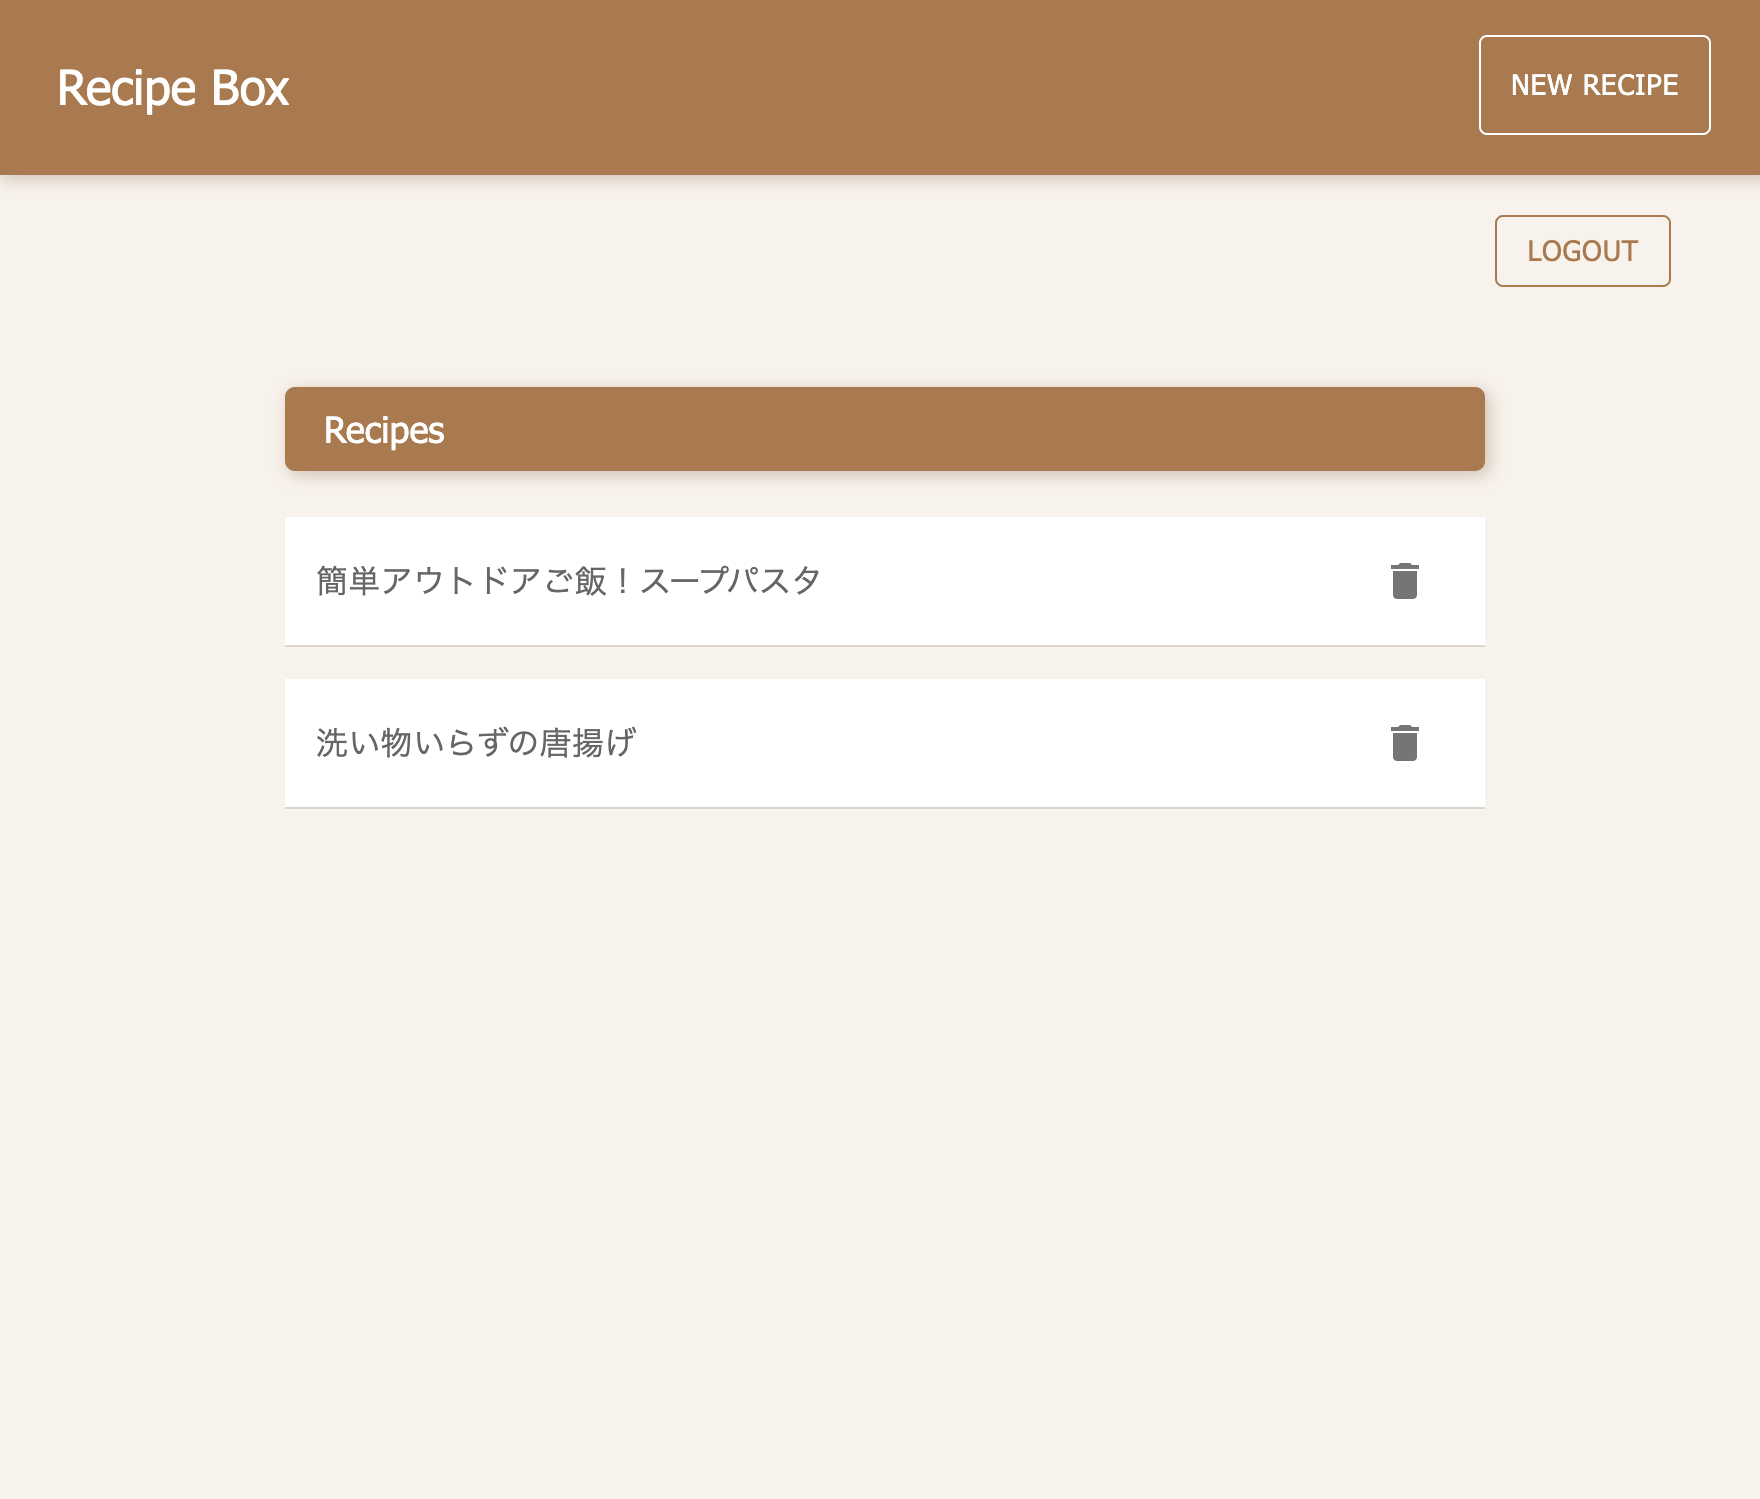 Recipe Box
NEW RECIPE
LOGOUT
Recipes
簡単アウトドアご飯！スープパスタ
洗い物いらずの唐揚げ